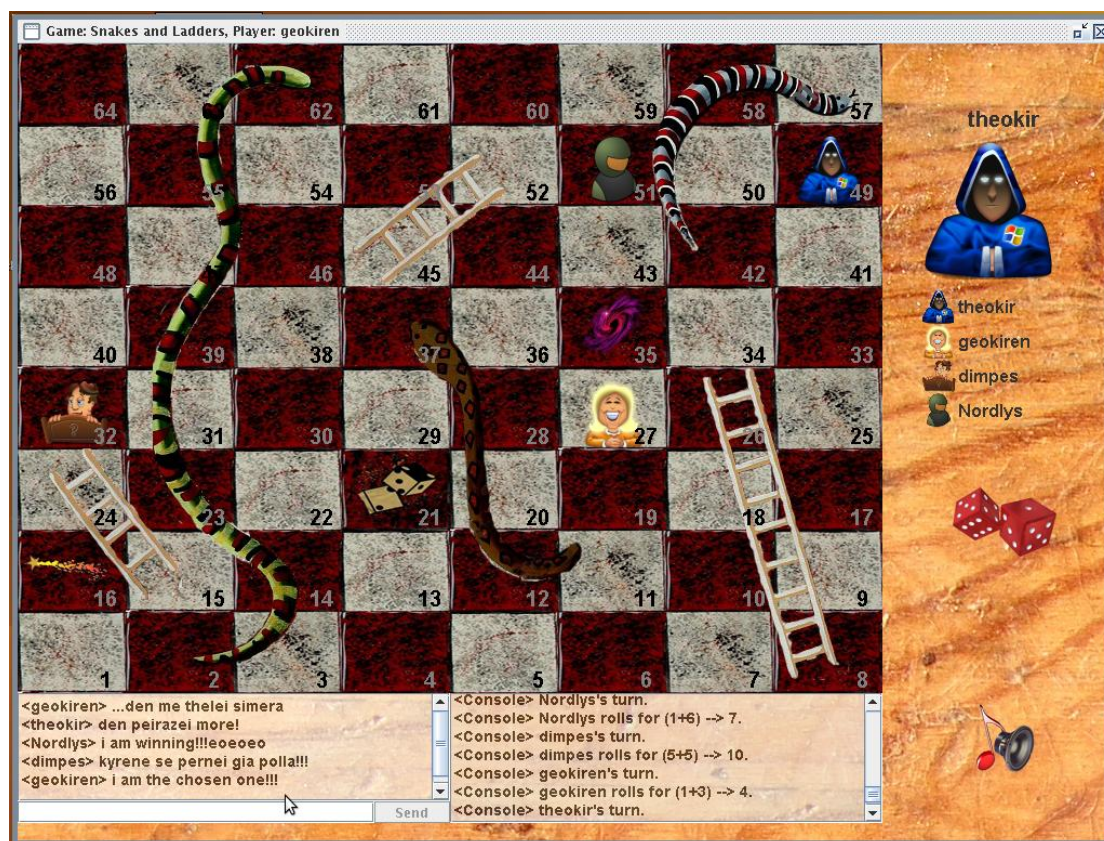 Game: Snakes and Ladders, Player: geokiren
64 62 61 60 59 58 57
56 55 54 52 51 50 49
48 46 45 44 43 42 41
40 39 38 37 36 35 34 33
32 31 30 29 28 27 26 25
24 23 22 21 20 19 18 17
16 15 14 13 12 11 10 9
1 2 3 4 5 6 7 8
theokir
theokir
geokiren
dimpes
Nordlys
<geokiren> ...den me thelei simera
<theokir> den peirazei more!
<Nordlys> i am winning!!!eoeoeo
<dimpes> kyrene se pernei gia polla!!!
<geokiren> i am the chosen one!!!
Send
<Console> Nordlys's turn.
<Console> Nordlys rolls for (1+6) --> 7.
<Console> dimpes's turn.
<Console> dimpes rolls for (5+5) --> 10.
<Console> geokiren's turn.
<Console> geokiren rolls for (1+3) --> 4.
<Console> theokir's turn.